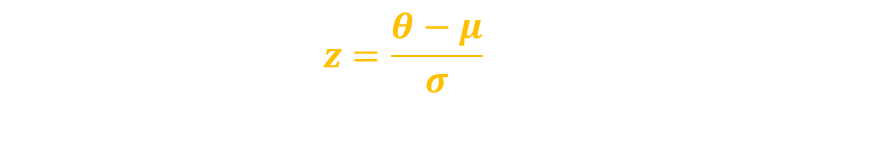 z = (θ − μ) / σ